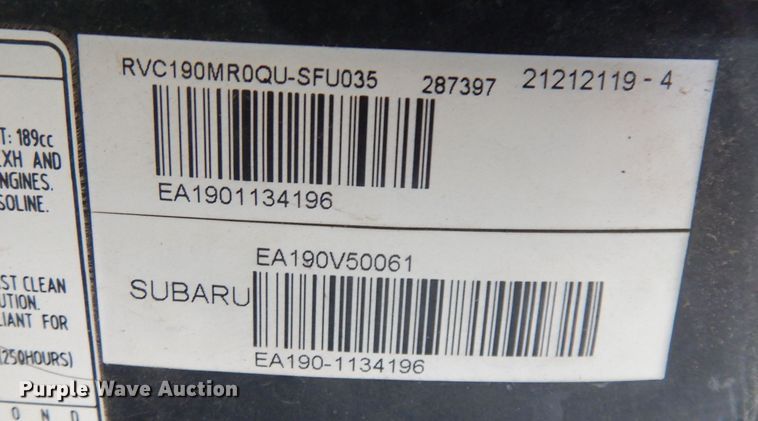 RVC190MR0QU-SFU035 287397 21212119 - 4
EA1901134196
EA190V50061
SUBARU
EA190-1134196
T: 189cc
XH AND
NGINES.
SOLINE.
ST CLEAN
UTION.
LIANT FOR
(250HOURS)
O N D
Purple Wave Auction